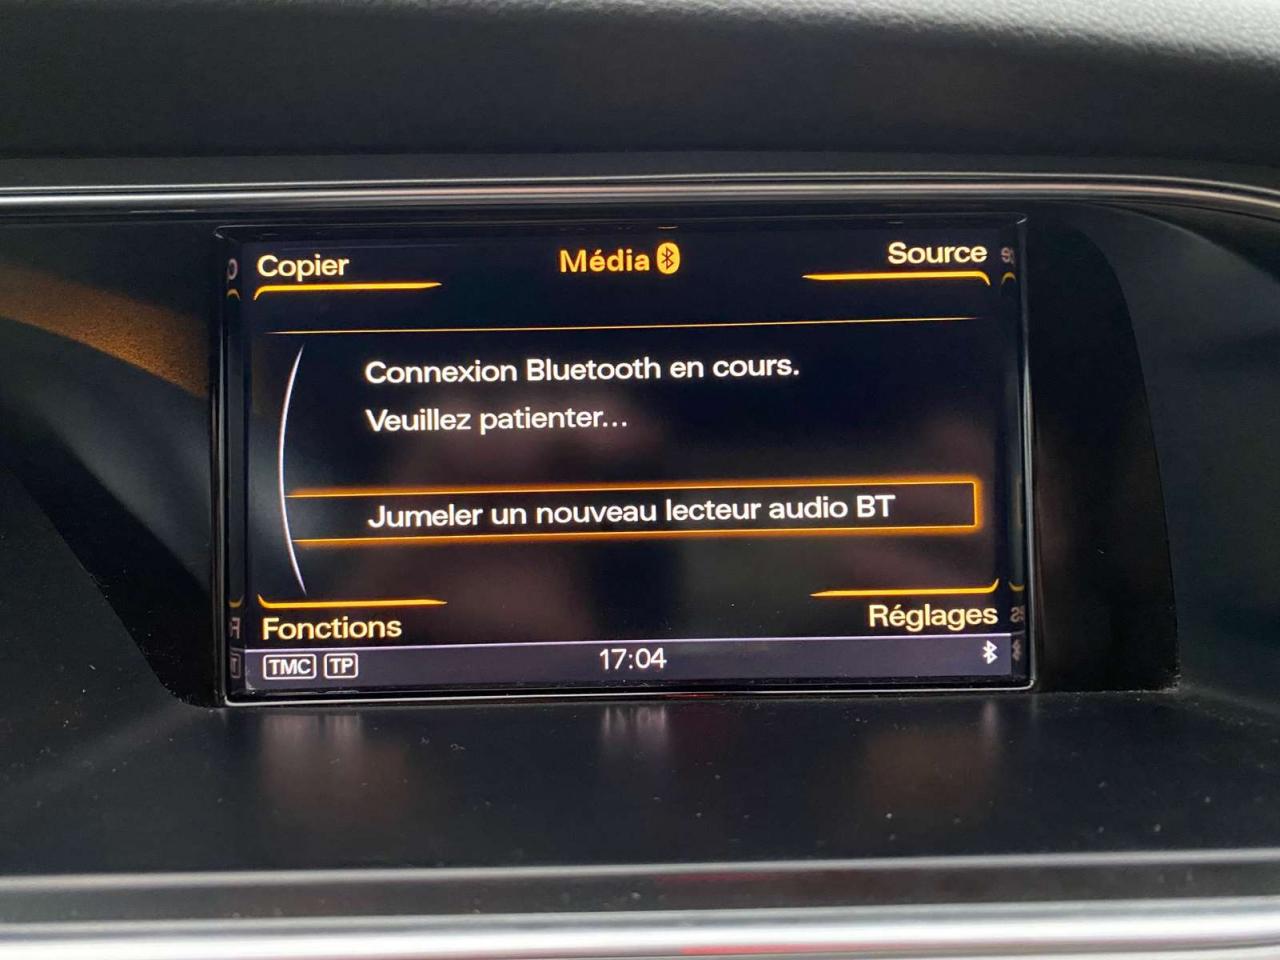 Copier
Média
Source
Connexion Bluetooth en cours.
Veuillez patienter...
Jumeler un nouveau lecteur audio BT
Fonctions
Réglages
TMC TP
17:04